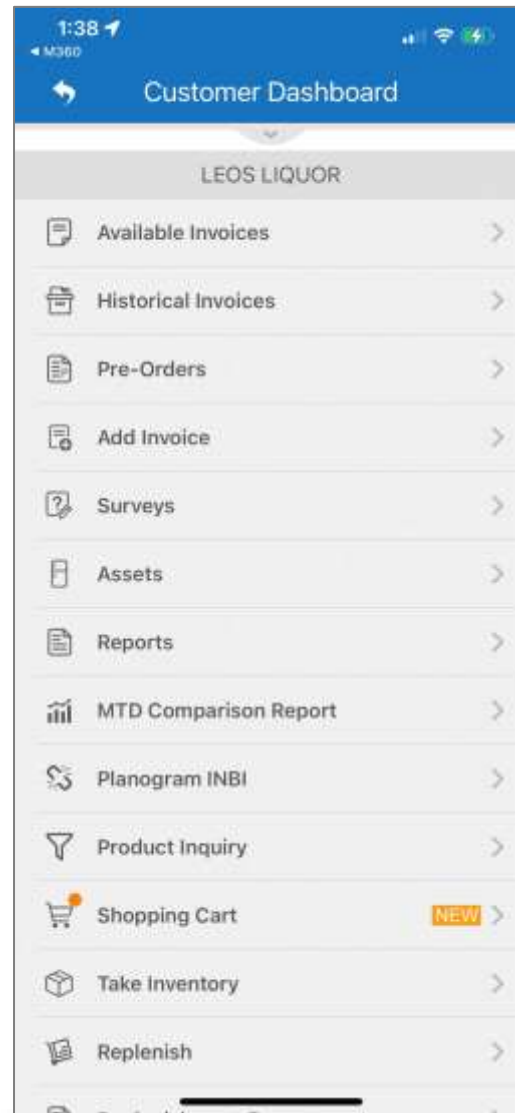 1:38
◀ M360
Customer Dashboard
LEOS LIQUOR
Available Invoices
Historical Invoices
Pre-Orders
Add Invoice
Surveys
Assets
Reports
MTD Comparison Report
Planogram INBI
Product Inquiry
Shopping Cart NEW
Take Inventory
Replenish